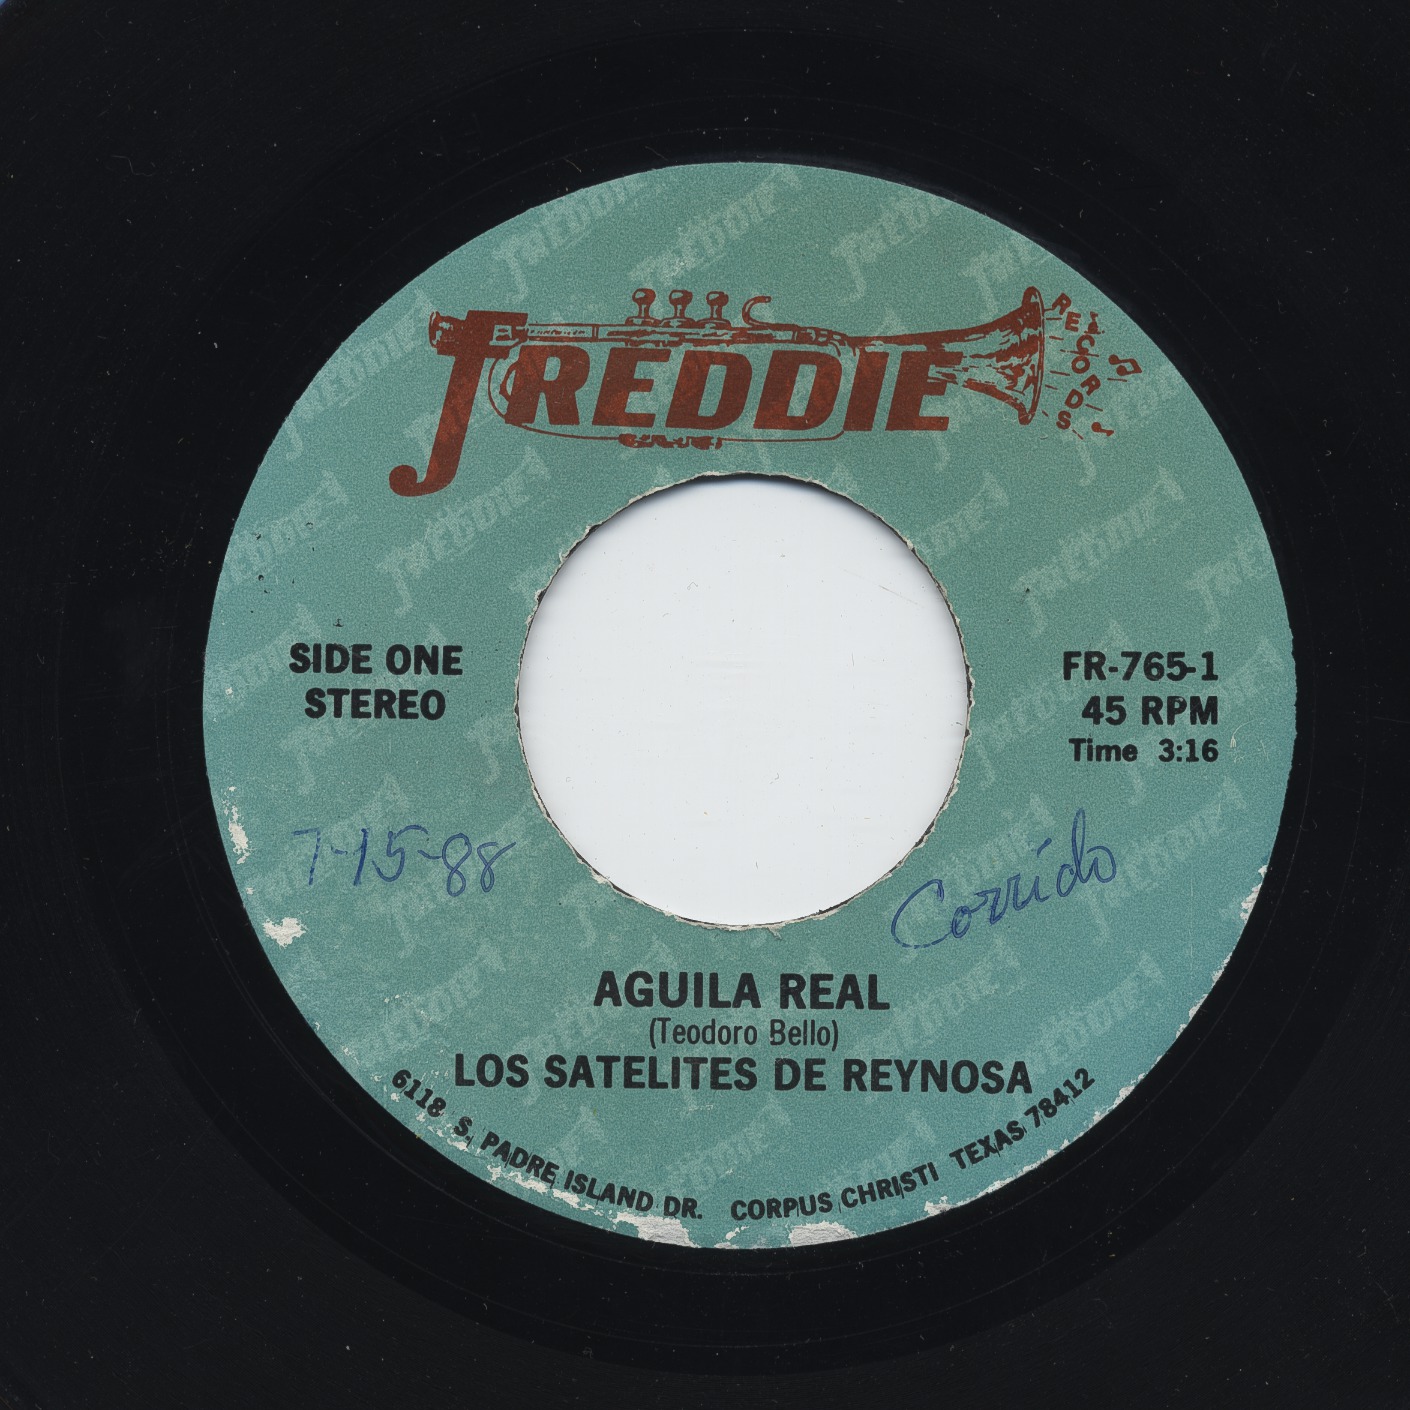 FREDDIE
RECORDS
SIDE ONE
STEREO
FR-765-1
45 RPM
Time 3:16
7-15-88
Corrido
AGUILA REAL
(Teodoro Bello)
LOS SATELITES DE REYNOSA
6118 S. PADRE ISLAND DR. CORPUS CHRISTI TEXAS 78412